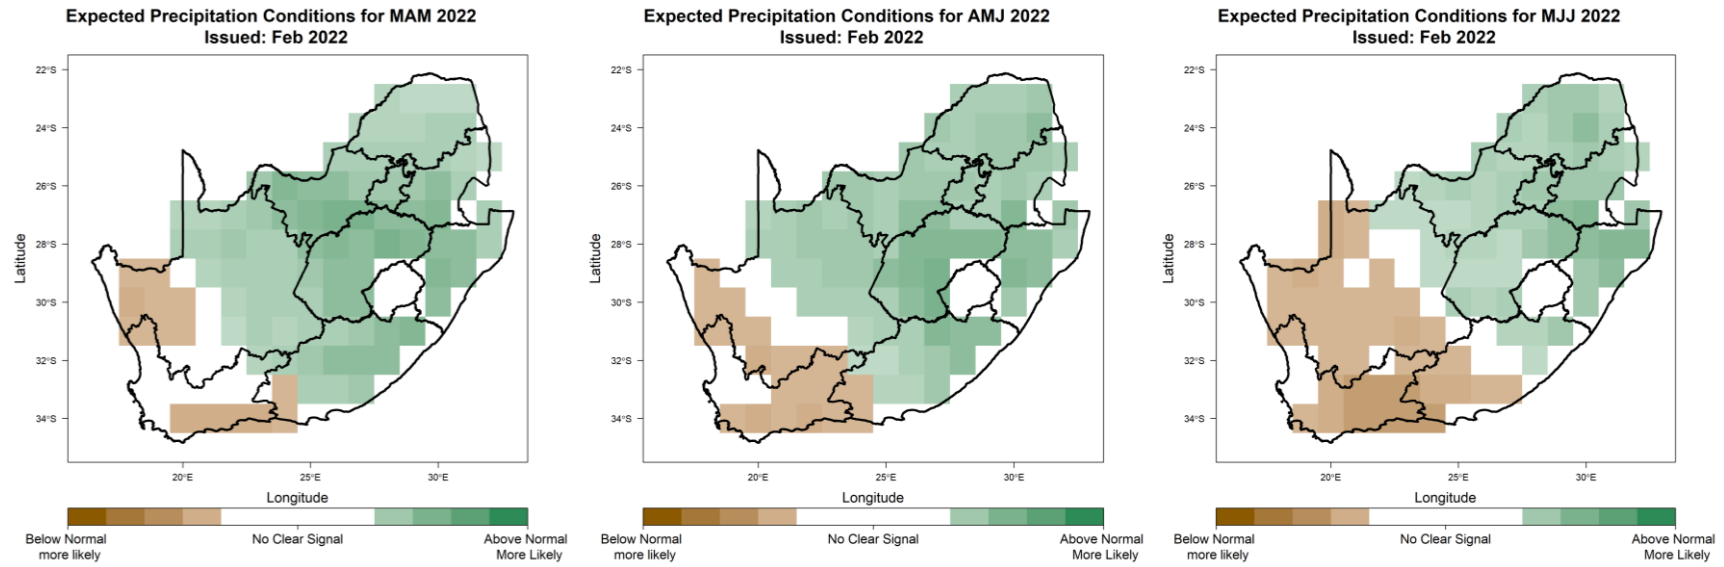 Expected Precipitation Conditions for MAM 2022
Issued: Feb 2022
22°S
24°S
26°S
28°S
30°S
32°S
34°S
Latitude
20°E
25°E
30°E
Longitude
Below Normal
more likely
No Clear Signal
Above Normal
More Likely
Expected Precipitation Conditions for AMJ 2022
Issued: Feb 2022
22°S
24°S
26°S
28°S
30°S
32°S
34°S
Latitude
20°E
25°E
30°E
Longitude
Below Normal
more likely
No Clear Signal
Above Normal
More Likely
Expected Precipitation Conditions for MJJ 2022
Issued: Feb 2022
22°S
24°S
26°S
28°S
30°S
32°S
34°S
Latitude
20°E
25°E
30°E
Longitude
Below Normal
more likely
No Clear Signal
Above Normal
More Likely